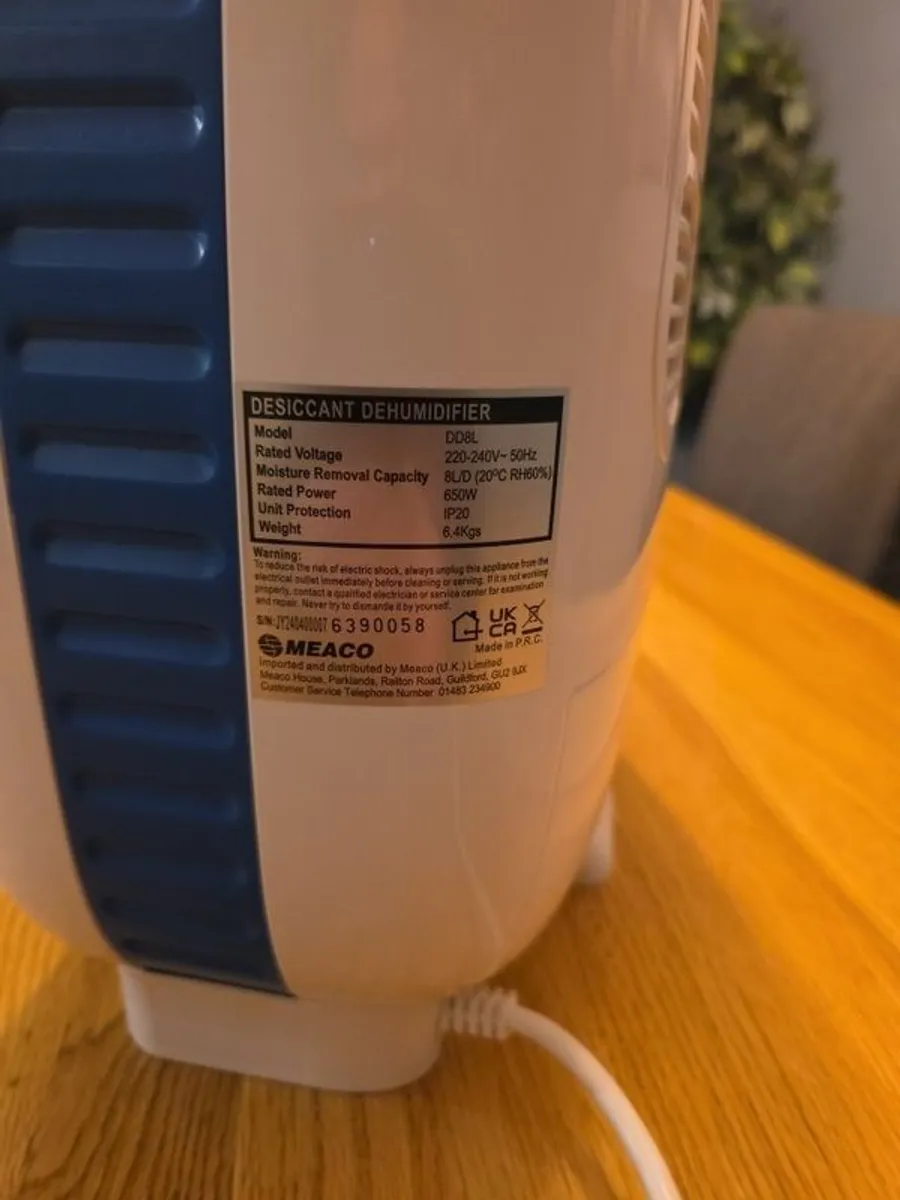 DESICCANT DEHUMIDIFIER
Model DD8L
Rated Voltage 220-240V~ 50Hz
Moisture Removal Capacity 8L/D (20ºC RH60%)
Rated Power 650W
Unit Protection IP20
Weight 6.4Kgs
Warning:
To reduce the risk of electric shock, always unplug this appliance from the
electrical outlet immediately before cleaning or serving. If it is not working
properly, contact a qualified electrician or service center for examination
and repair. Never try to dismantle it by yourself.
S/N:JY2404000076390058
UK
CA
MEACO
Made in P.R.C.
Imported and distributed by Meaco (U.K.) Limited
Meaco House, Parklands, Railton Road, Guildford, GU2 9JX
Customer Service Telephone Number 01483 234900